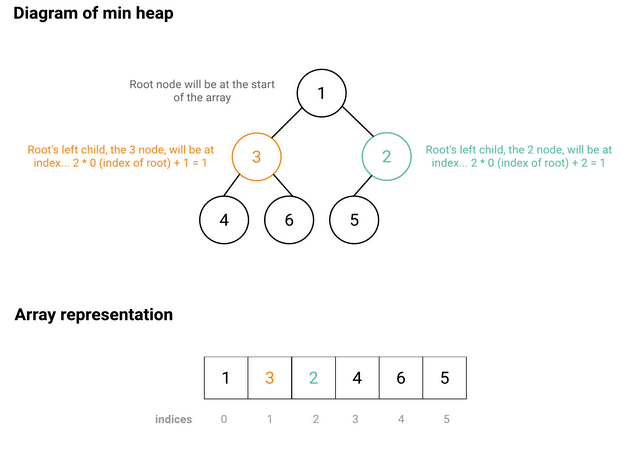 Diagram of min heap
Root node will be at the start
of the array
1
Root's left child, the 3 node, will be at
index... 2 * 0 (index of root) + 1 = 1
3
2
Root's left child, the 2 node, will be at
index... 2 * 0 (index of root) + 2 = 1
4 6 5
Array representation
1 3 2 4 6 5
indices 0 1 2 3 4 5